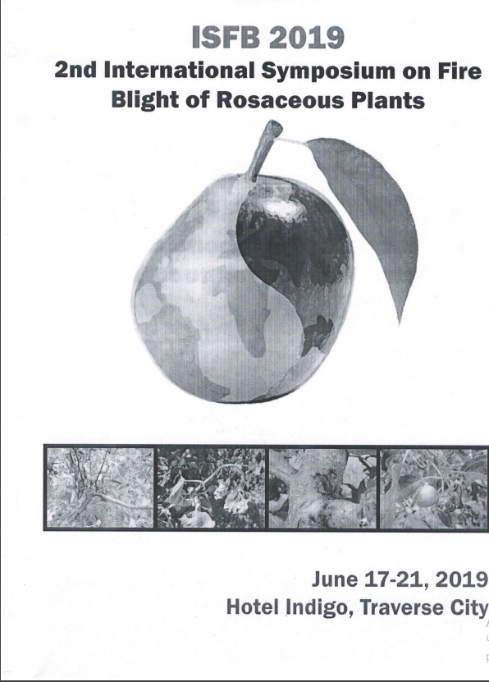 ISFB 2019
2nd International Symposium on Fire
Blight of Rosaceous Plants
June 17-21, 2019
Hotel Indigo, Traverse City